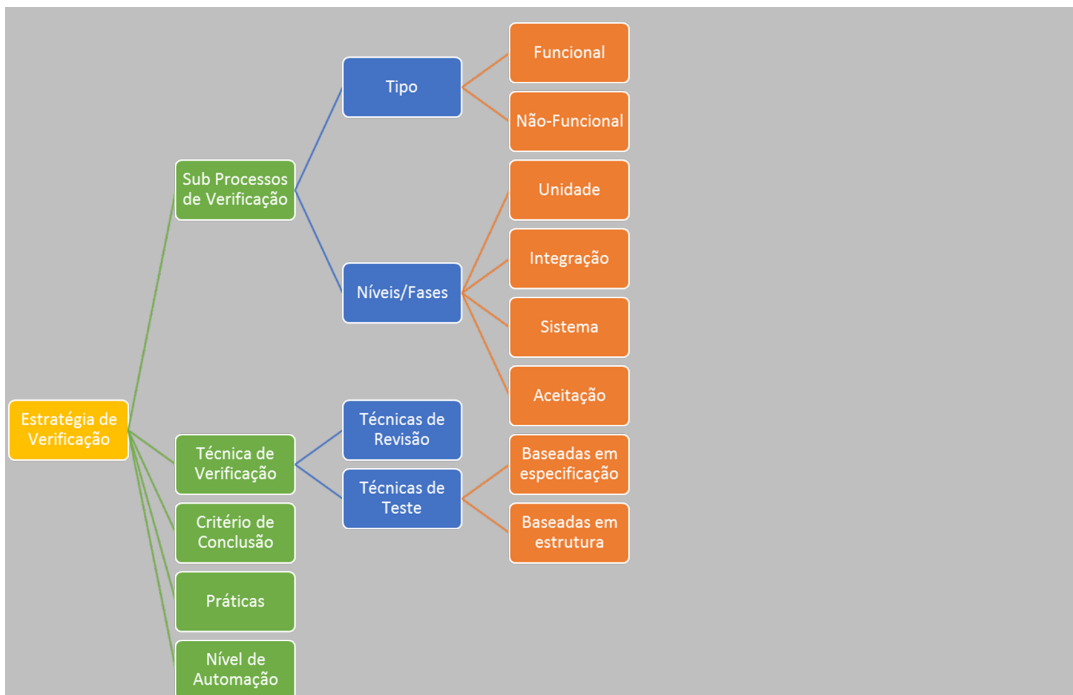 Funcional
Tipo
Não-Funcional
Sub Processos
de Verificação
Unidade
Integração
Níveis/Fases
Sistema
Aceitação
Estratégia de
Verificação
Técnicas de
Revisão
Técnica de
Verificação
Baseadas em
especificação
Técnicas de
Teste
Critério de
Conclusão
Baseadas em
estrutura
Práticas
Nível de
Automação